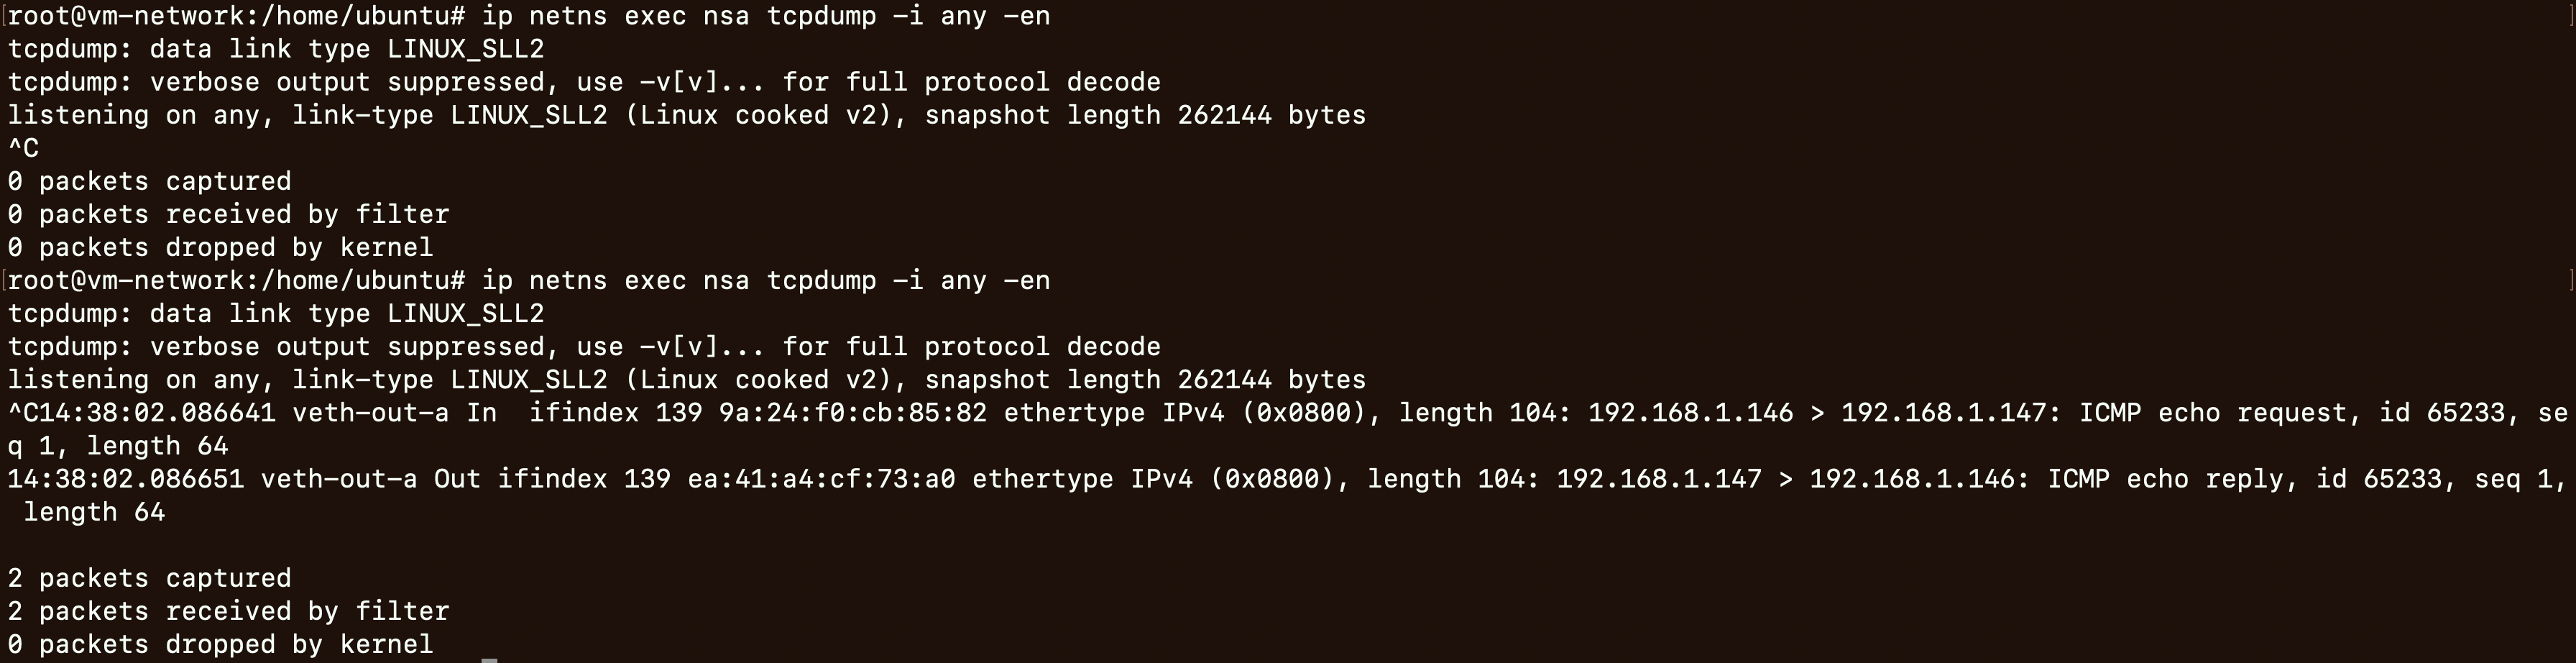 [root@vm-network:/home/ubuntu# ip netns exec nsa tcpdump -i any -en ]
tcpdump: data link type LINUX_SLL2
tcpdump: verbose output suppressed, use -v[v]... for full protocol decode
listening on any, link-type LINUX_SLL2 (Linux cooked v2), snapshot length 262144 bytes
^C
0 packets captured
0 packets received by filter
0 packets dropped by kernel
[root@vm-network:/home/ubuntu# ip netns exec nsa tcpdump -i any -en ]
tcpdump: data link type LINUX_SLL2
tcpdump: verbose output suppressed, use -v[v]... for full protocol decode
listening on any, link-type LINUX_SLL2 (Linux cooked v2), snapshot length 262144 bytes
^C14:38:02.086641 veth-out-a In  ifindex 139 9a:24:f0:cb:85:82 ethertype IPv4 (0x0800), length 104: 192.168.1.146 > 192.168.1.147: ICMP echo request, id 65233, se
q 1, length 64
14:38:02.086651 veth-out-a Out ifindex 139 ea:41:a4:cf:73:a0 ethertype IPv4 (0x0800), length 104: 192.168.1.147 > 192.168.1.146: ICMP echo reply, id 65233, seq 1,
 length 64
2 packets captured
2 packets received by filter
0 packets dropped by kernel